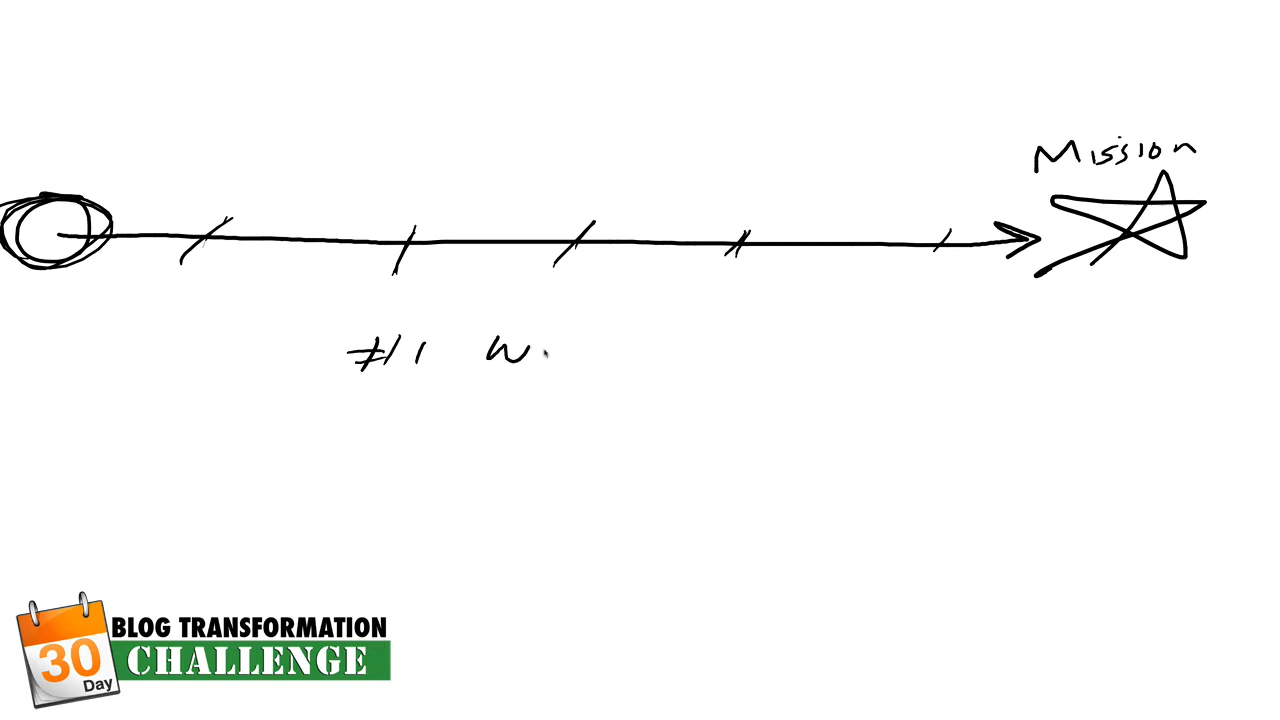 Mission
#1 W
30
Day
BLOG TRANSFORMATION
CHALLENGE